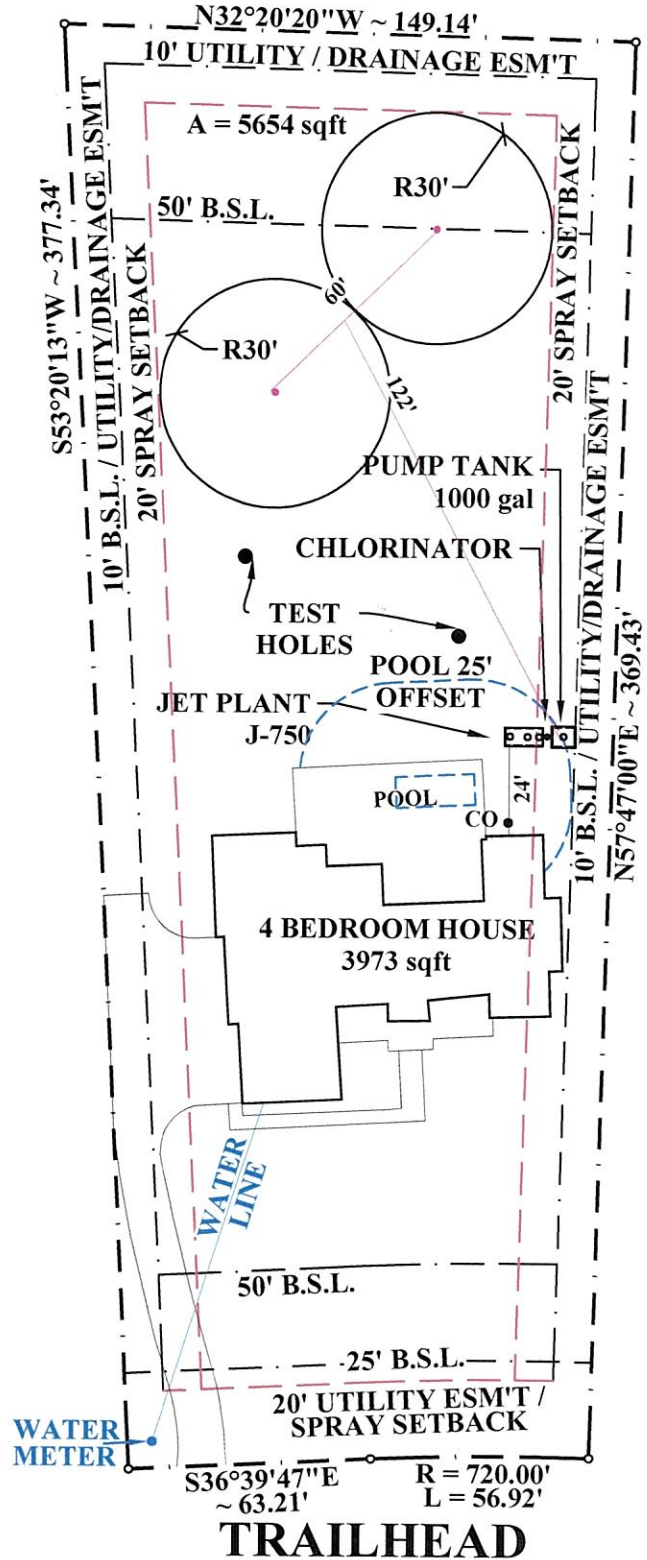 N32°20'20"W ~ 149.14'
10' UTILITY / DRAINAGE ESM'T
A = 5654 sqft
R30'
50' B.S.L.
S53°20'13"W ~ 377.34'
10' B.S.L. / UTILITY/DRAINAGE ESM'T
20' SPRAY SETBACK
20' SPRAY SETBACK
60'
R30'
122'
PUMP TANK
1000 gal
CHLORINATOR
TEST
HOLES
POOL 25'
OFFSET
JET PLANT
J-750
10' B.S.L. / UTILITY/DRAINAGE ESM'T
N57°47'00"E ~ 369.43'
POOL
24'
CO
4 BEDROOM HOUSE
3973 sqft
WATER
LINE
50' B.S.L.
25' B.S.L.
20' UTILITY ESM'T /
SPRAY SETBACK
WATER
METER
S36°39'47"E
~ 63.21'
R = 720.00'
L = 56.92'
TRAILHEAD